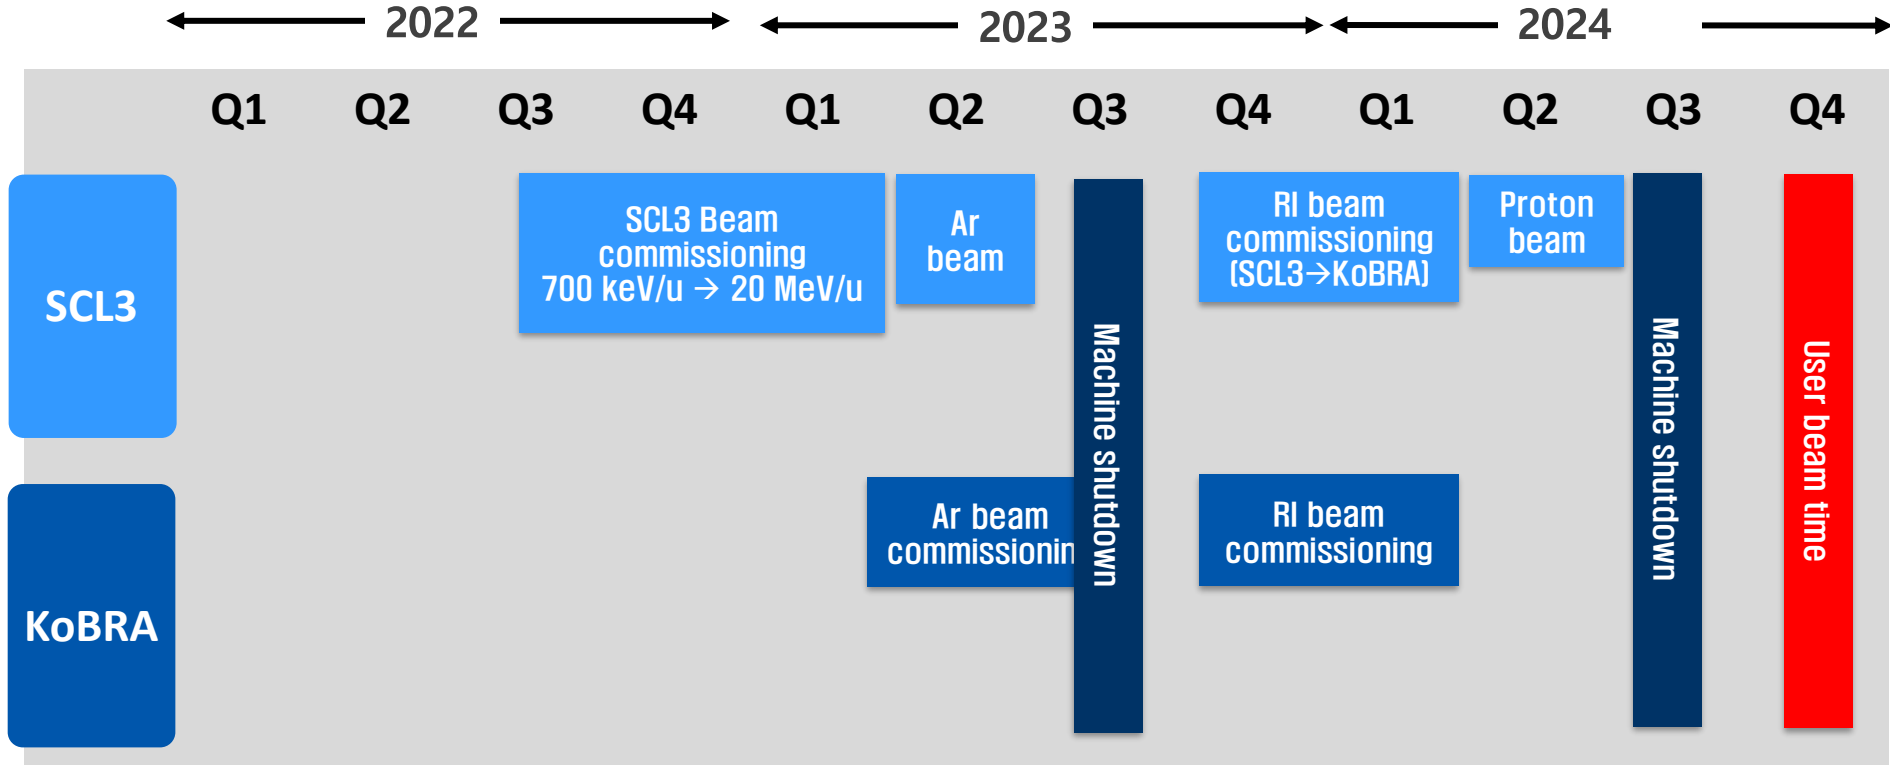 2022
2023
2024
Q1
Q2
Q3
Q4
Q1
Q2
Q3
Q4
Q1
Q2
Q3
Q4
SCL3
SCL3 Beam
commissioning
700 keV/u → 20 MeV/u
Ar
beam
Machine shutdown
RI beam
commissioning
(SCL3→KoBRA)
Proton
beam
Machine shutdown
User beam time
KoBRA
Ar beam
commissionin
RI beam
commissioning